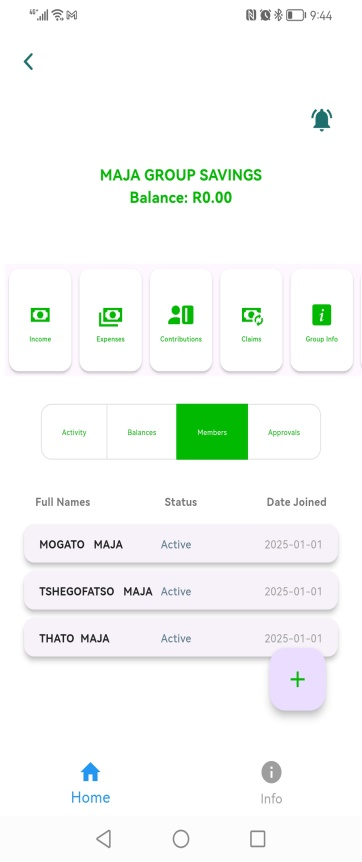 4G 9:44
MAJA GROUP SAVINGS
Balance: R0.00
Income Expenses Contributions Claims Group Info
Activity Balances Members Approvals
Full Names Status Date Joined
MOGATO MAJA Active 2025-01-01
TSHEGOFATSO MAJA Active 2025-01-01
THATO MAJA Active 2025-01-01
+
Home Info